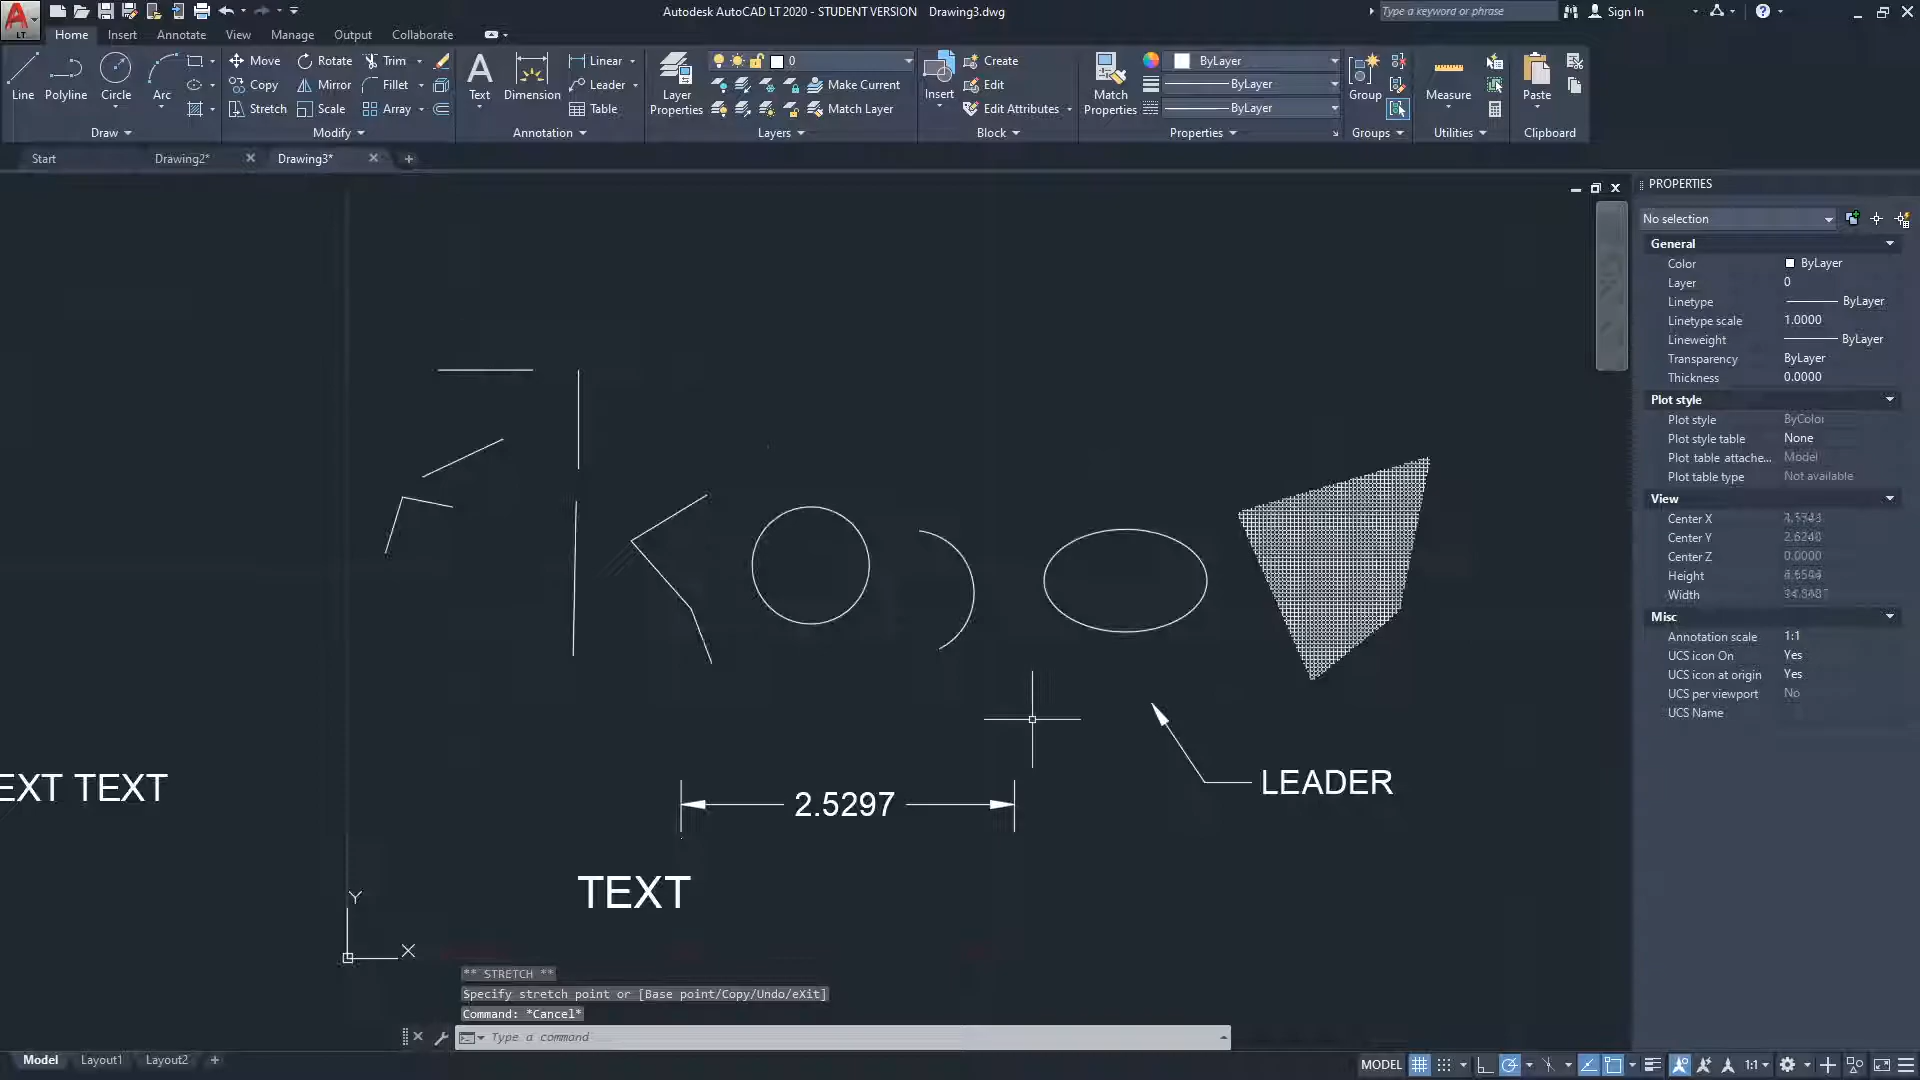 Autodesk AutoCAD LT 2020 - STUDENT VERSION Drawing3.dwg
Type a keyword or phrase
Sign In
LT
Home Insert Annotate View Manage Output Collaborate
Line Polyline Circle Arc
Move Rotate Trim
Copy Mirror Fillet
Stretch Scale Array
Text Dimension
Linear
Leader
Table
Layer Properties
0
Make Current
Match Layer
Insert
Create
Edit
Edit Attributes
Match Properties
ByLayer
ByLayer
ByLayer
Group
Measure
Paste
Draw Modify Annotation Layers Block Properties Groups Utilities Clipboard
Start Drawing2* Drawing3*
PROPERTIES
No selection
General
Color ByLayer
Layer 0
Linetype ByLayer
Linetype scale 1.0000
Lineweight ByLayer
Transparency ByLayer
Thickness 0.0000
Plot style
Plot style ByColor
Plot style table None
Plot table attache... Model
Plot table type Not available
View
Center X
Center Y
Center Z 0.0000
Height
Width
Misc
Annotation scale 1:1
UCS icon On Yes
UCS icon at origin Yes
UCS per viewport No
UCS Name
EXT TEXT
LEADER
2.5297
TEXT
Y
X
** STRETCH **
Specify stretch point or [Base point/Copy/Undo/eXit]
Command: *Cancel*
Type a command
Model Layout1 Layout2
MODEL 1:1